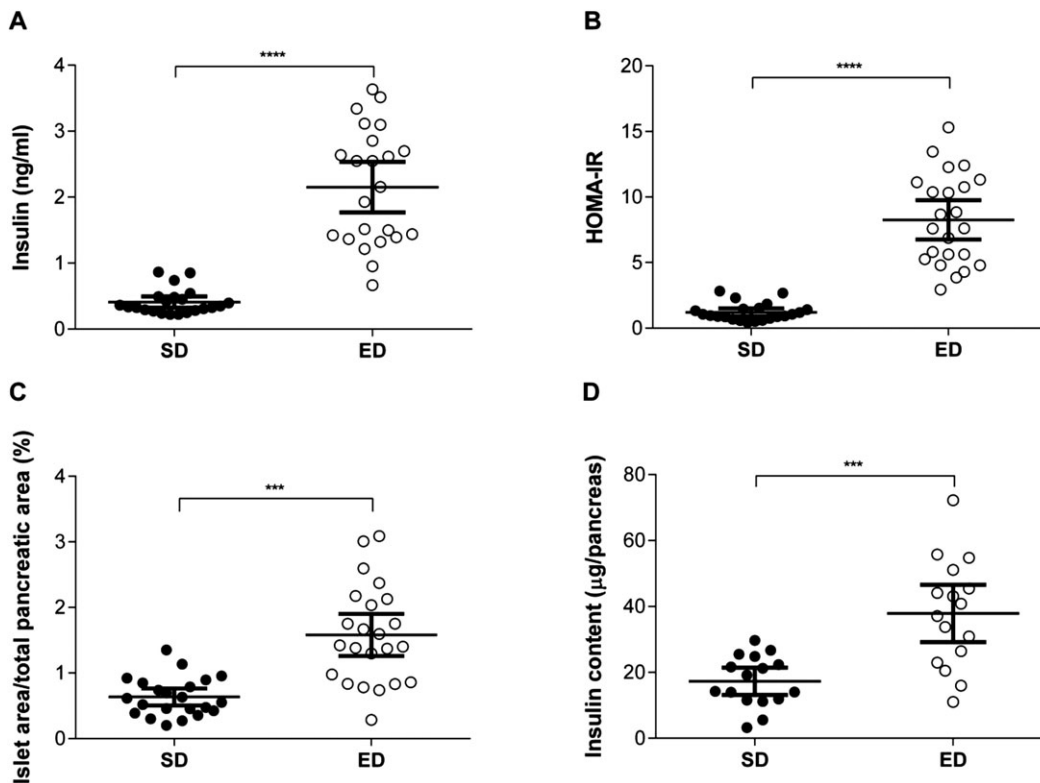 A
Insulin (ng/ml)
4
3
2
1
0
****
SD
ED
B
HOMA-IR
20
15
10
5
0
****
SD
ED
C
Islet area/total pancreatic area (%)
4
3
2
1
0
***
SD
ED
D
Insulin content (µg/pancreas)
80
60
40
20
0
***
SD
ED